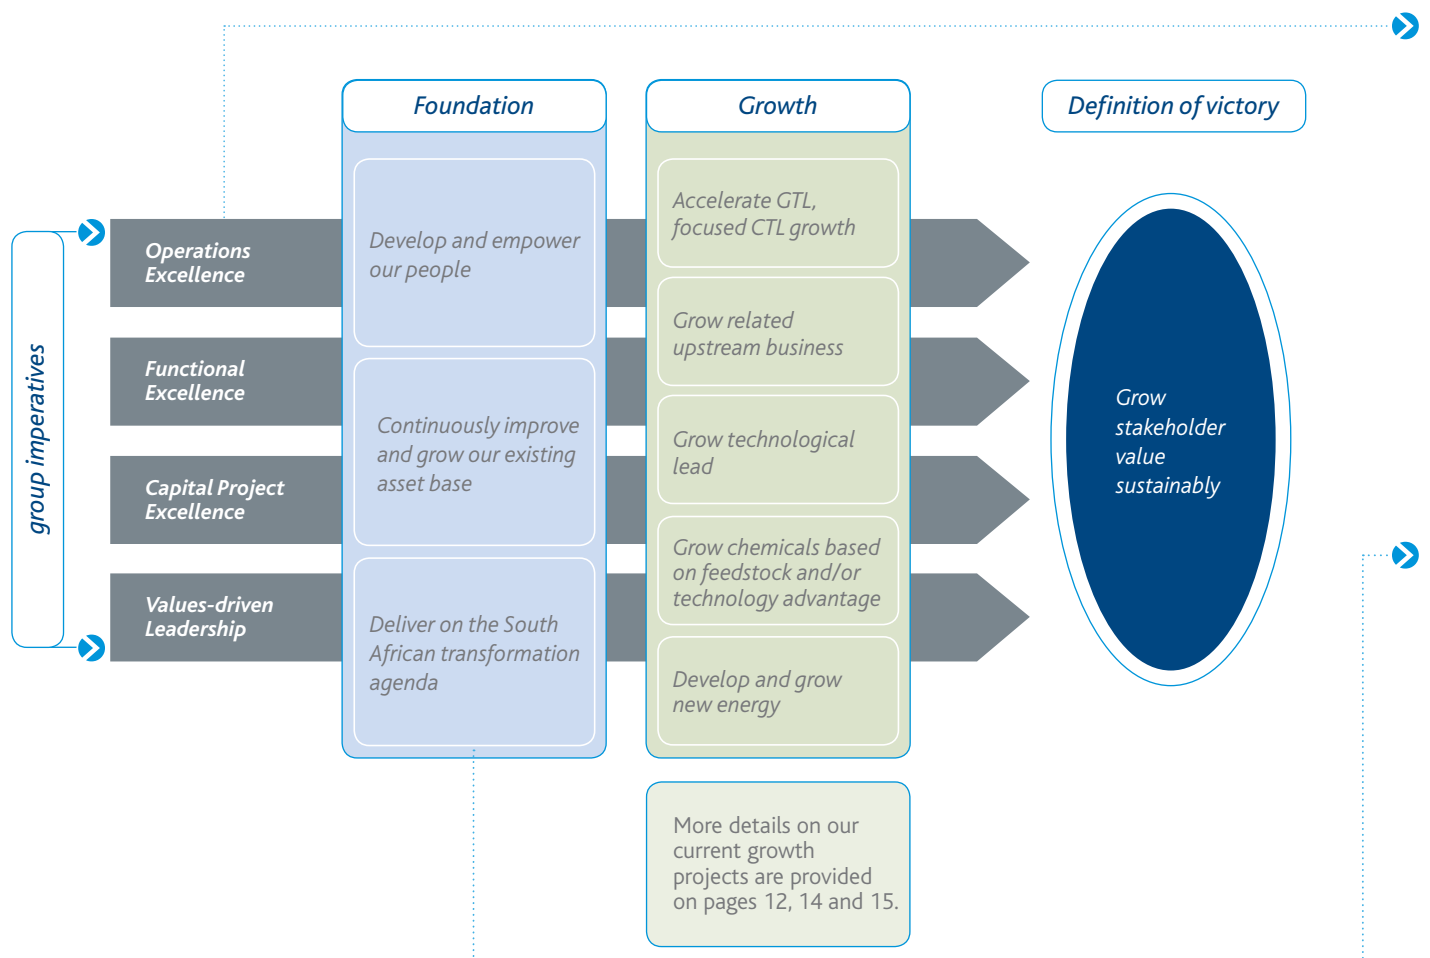 Foundation
Growth
Definition of victory
group imperatives
Operations
Excellence
Functional
Excellence
Capital Project
Excellence
Values-driven
Leadership
Develop and empower
our people
Continuously improve
and grow our existing
asset base
Deliver on the South
African transformation
agenda
Accelerate GTL,
focused CTL growth
Grow related
upstream business
Grow technological
lead
Grow chemicals based
on feedstock and/or
technology advantage
Develop and grow
new energy
Grow
stakeholder
value
sustainably
More details on our
current growth
projects are provided
on pages 12, 14 and 15.